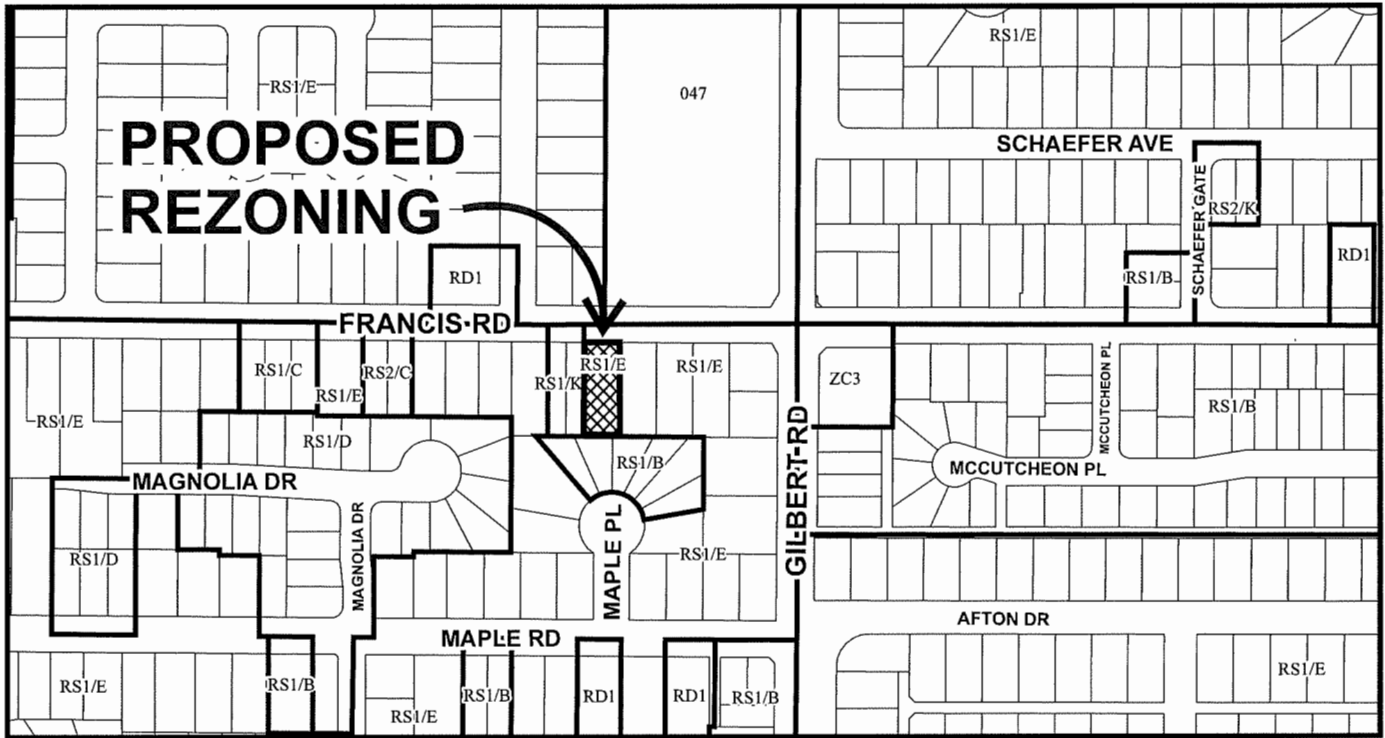 RS1/E
RS1/E
047
PROPOSED
REZONING
SCHAEFER AVE
SCHAEFER GATE
RS2/K
RD1
RS1/B
RD1
FRANCIS RD
RS1/C
RS1/E
RS2/C
RS1/K
RS1/E
RS1/E
ZC3
MCCUTCHEON PL
RS1/B
RS1/E
RS1/D
RS1/B
GILBERT RD
MCCUTCHEON PL
MAGNOLIA DR
MAGNOLIA DR
MAPLE PL
RS1/E
RS1/D
AFTON DR
MAPLE RD
RS1/E
RS1/B
RS1/E
RS1/B
RD1
RD1
RS1/B
RS1/E